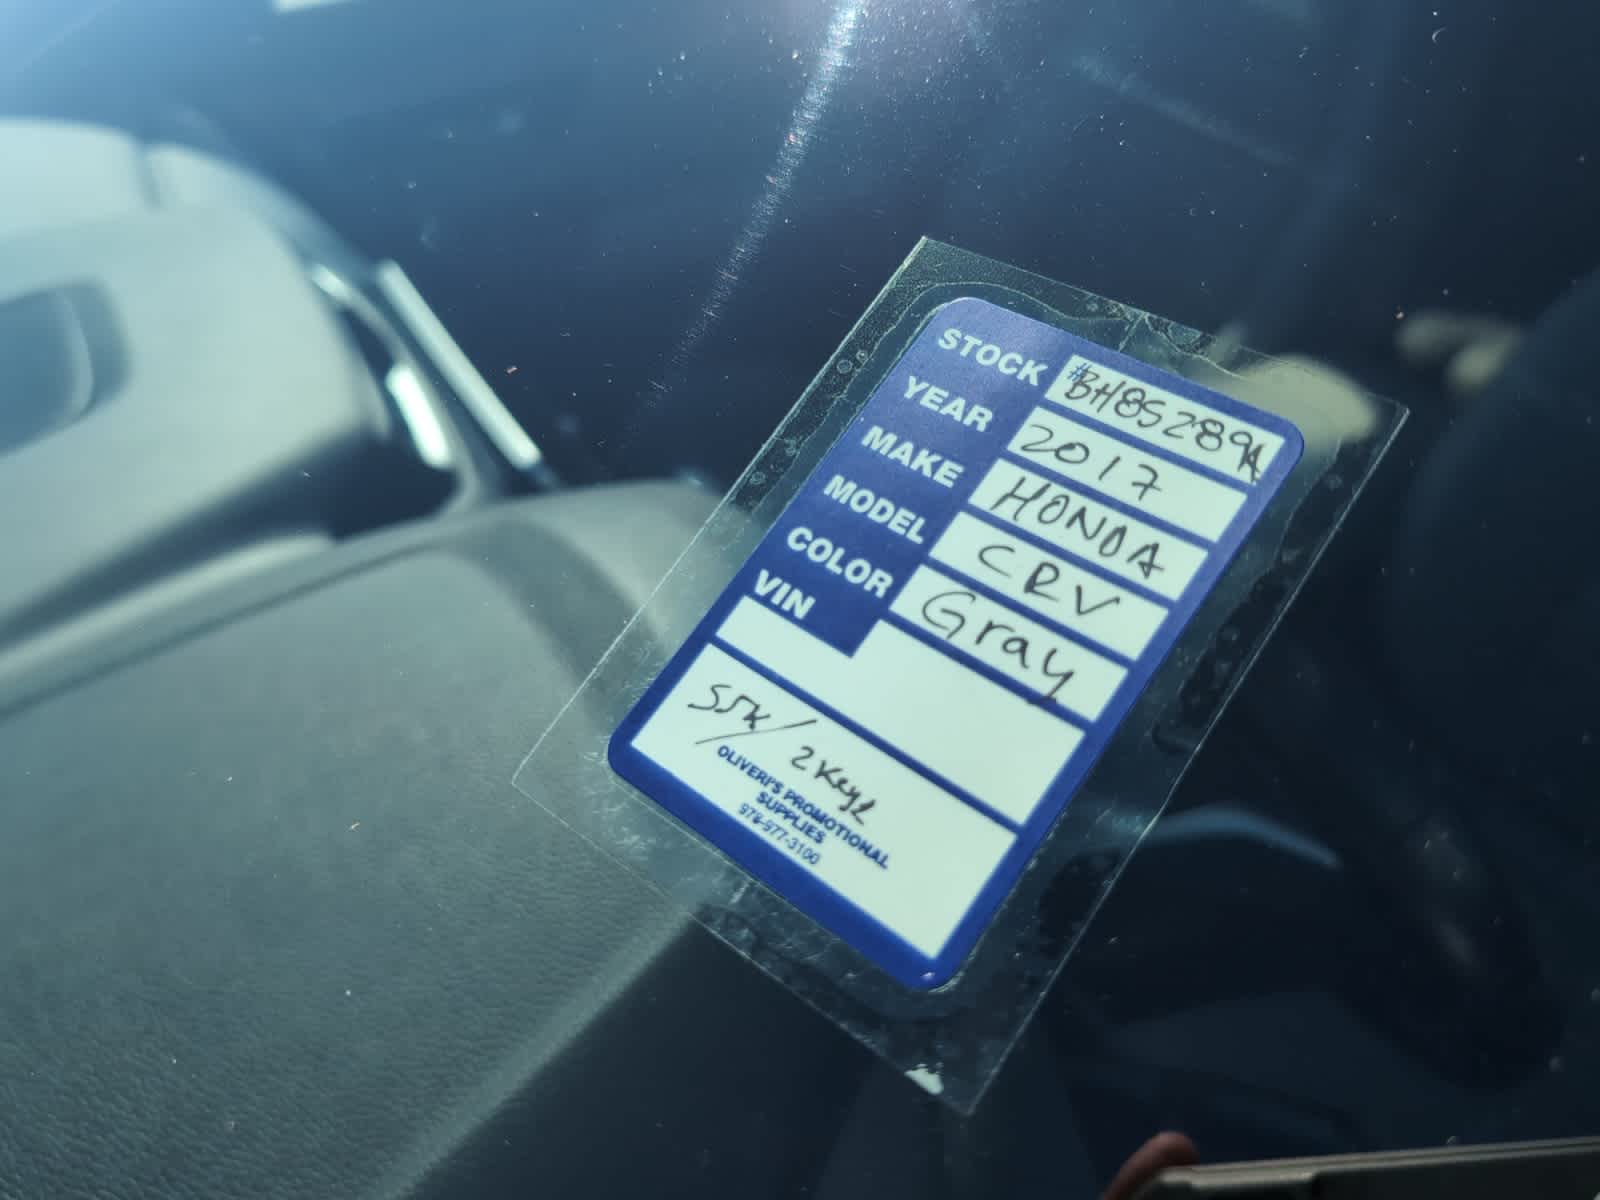 STOCK #BH85289A
YEAR 2017
MAKE HONDA
MODEL CRV
COLOR Gray
VIN
55K/ 2 Keys
OLIVERI'S PROMOTIONAL
SUPPLIES
978-977-3100